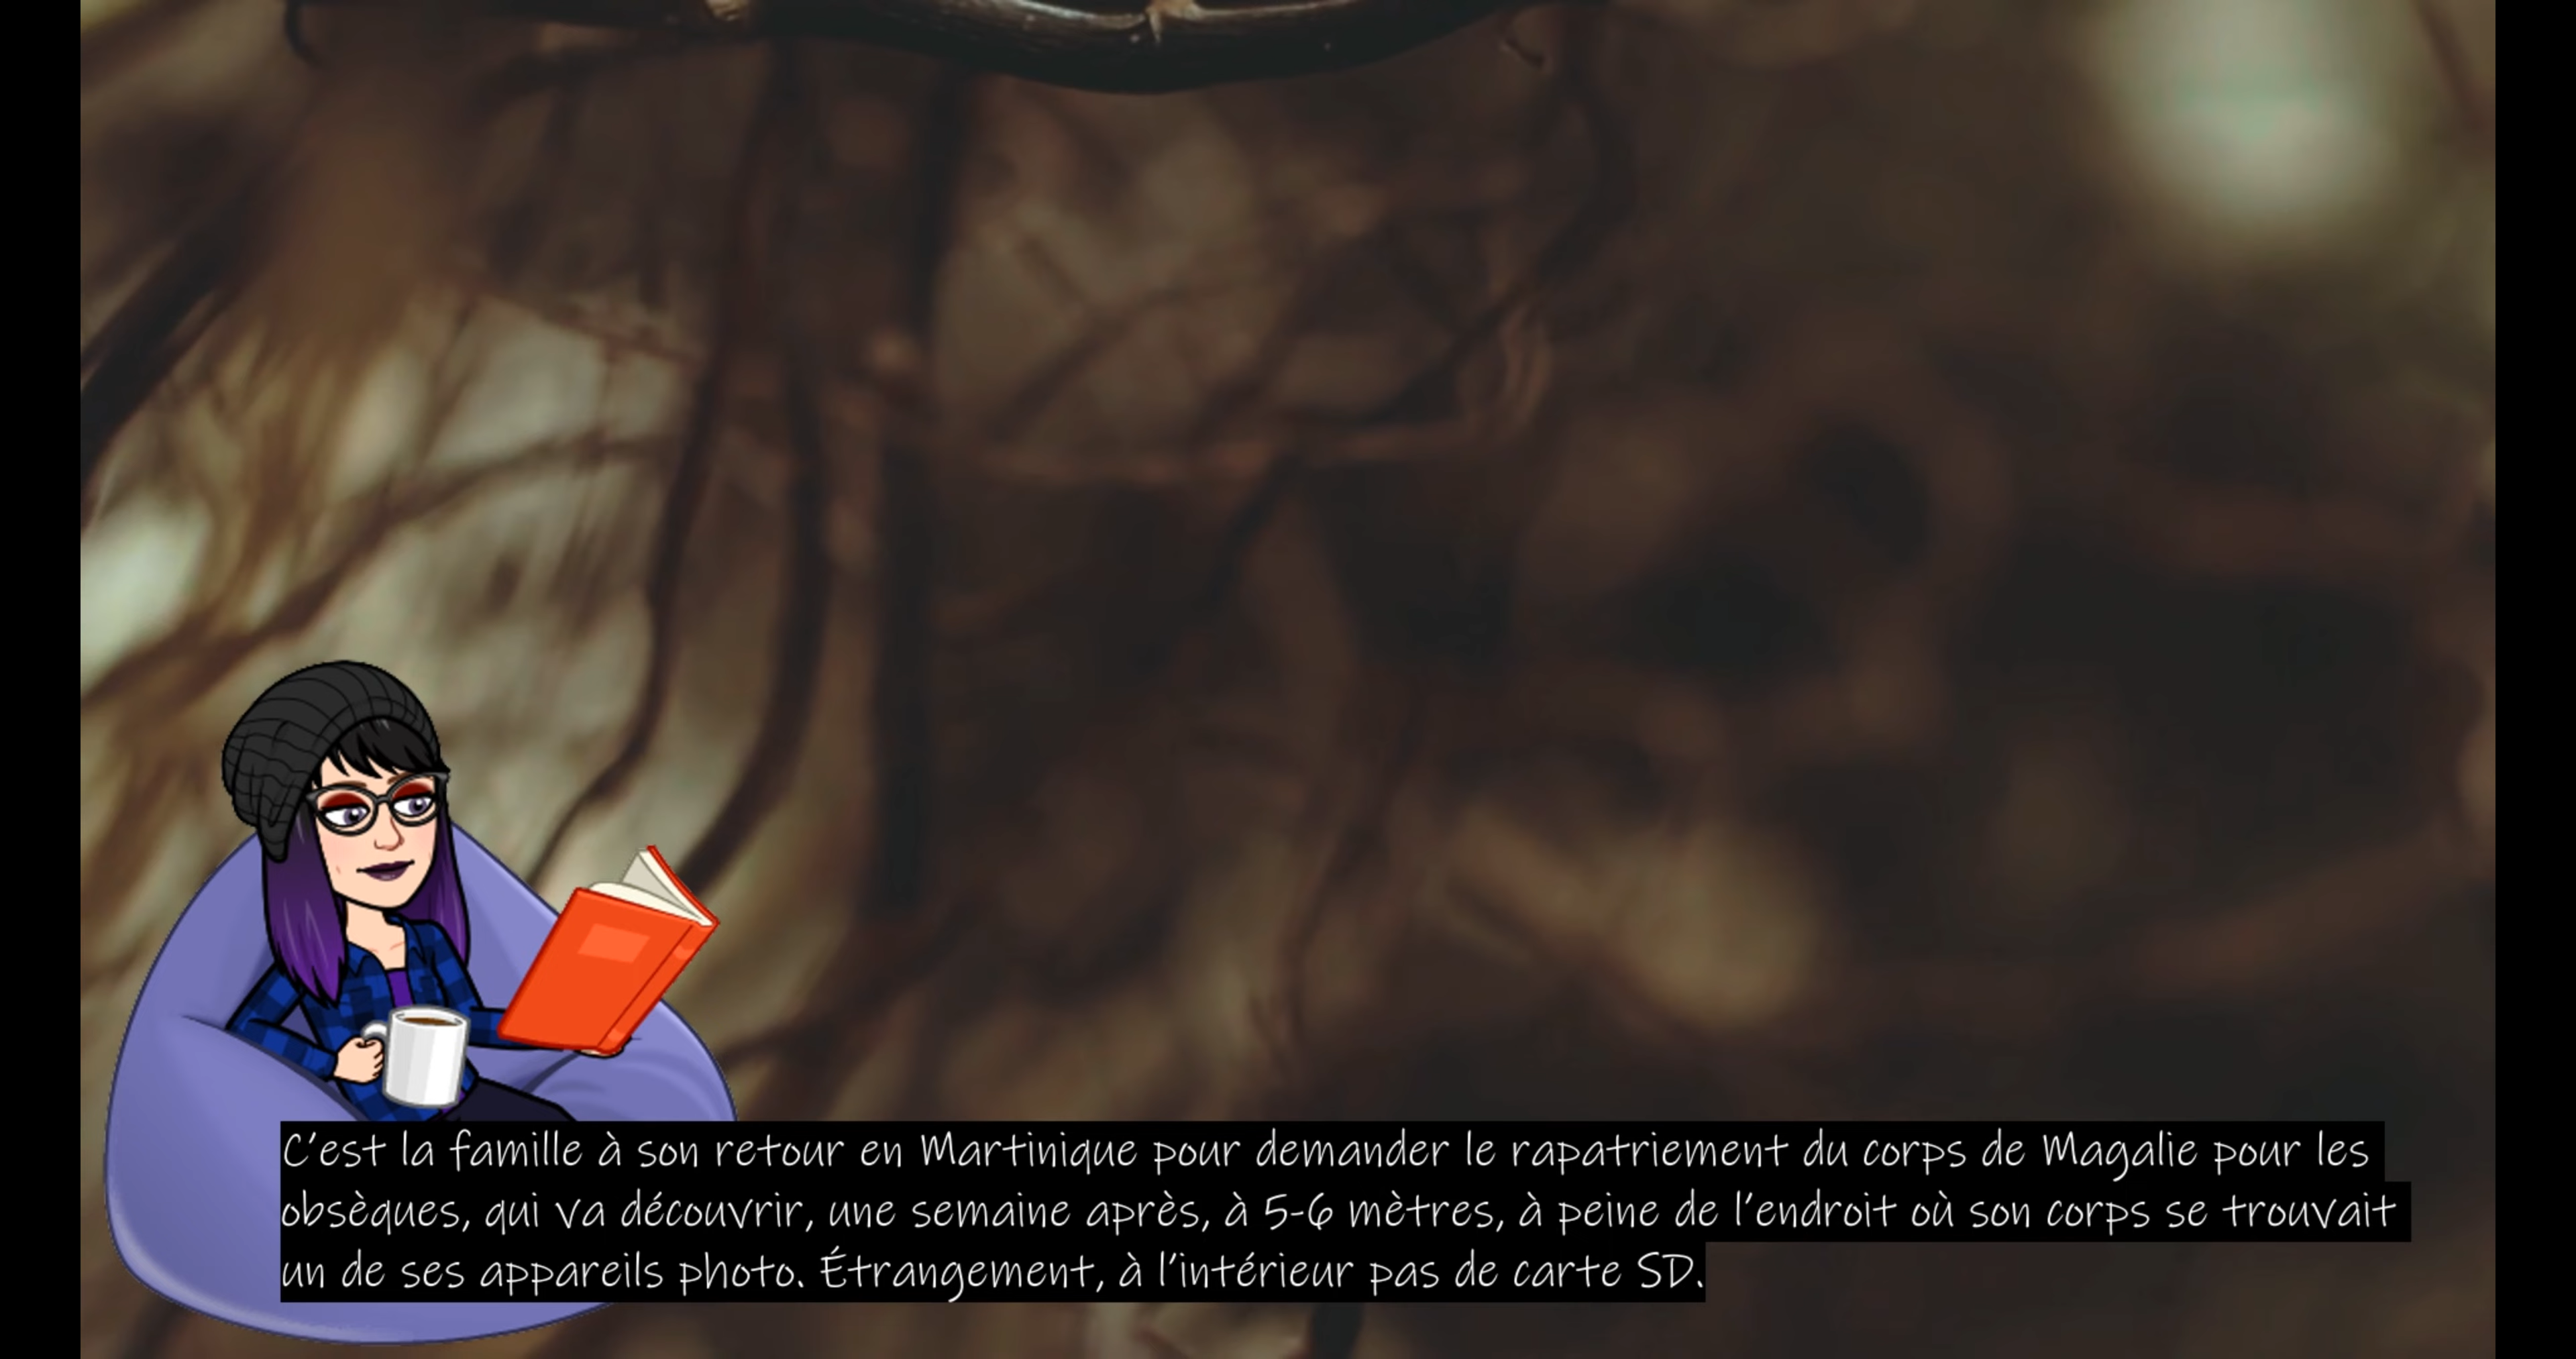 C'est la famille à son retour en Martinique pour demander le rapatriement du corps de Magalie pour les
obsèques, qui va découvrir, une semaine après, à 5-6 mètres, à peine de l'endroit où son corps se trouvait
un de ses appareils photo. Étrangement, à l'intérieur pas de carte SD.